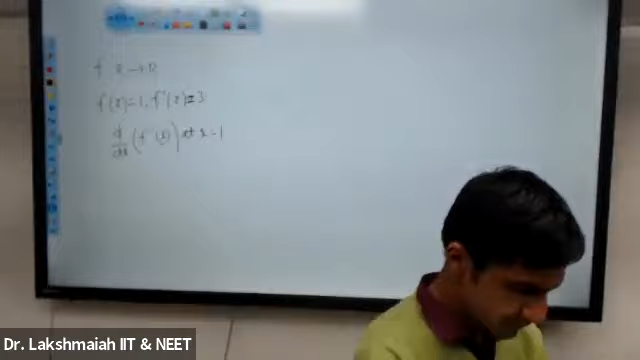 f R→R
f(2)=1, f'(2)=3
d/dx (f (x)) at x=1
Dr. Lakshmaiah IIT & NEET